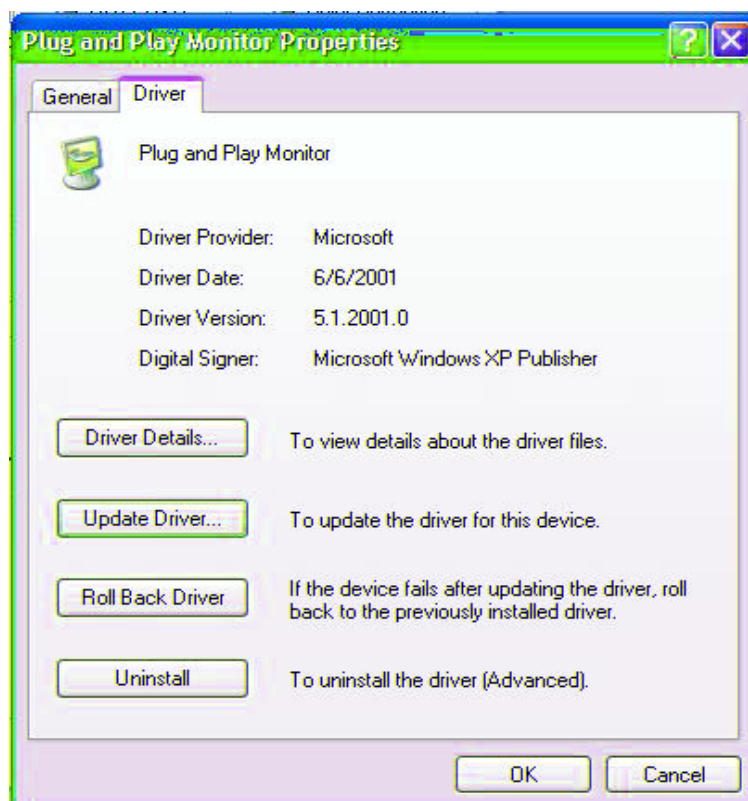 Plug and Play Monitor Properties
General
Driver
Plug and Play Monitor
Driver Provider: Microsoft
Driver Date: 6/6/2001
Driver Version: 5.1.2001.0
Digital Signer: Microsoft Windows XP Publisher
Driver Details...
To view details about the driver files.
Update Driver...
To update the driver for this device.
Roll Back Driver
If the device fails after updating the driver, roll
back to the previously installed driver.
Uninstall
To uninstall the driver (Advanced).
OK
Cancel